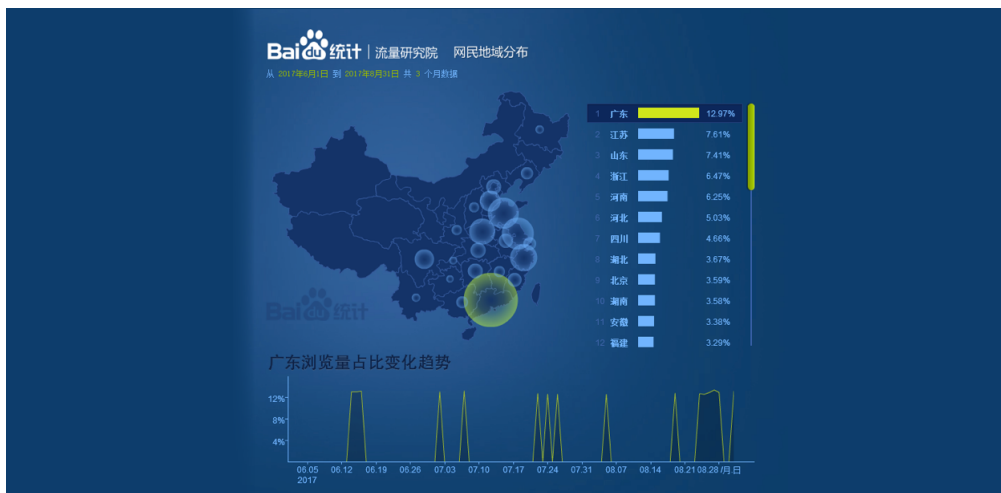 Baidu统计 | 流量研究院 网民地域分布
从 2017年6月1日 到 2017年8月31日 共 3 个月数据
1 广东 12.97%
2 江苏 7.61%
3 山东 7.41%
4 浙江 6.47%
5 河南 6.25%
6 河北 5.03%
7 四川 4.66%
8 湖北 3.67%
9 北京 3.59%
10 湖南 3.58%
11 安徽 3.38%
12 福建 3.29%
Baidu统计
广东浏览量占比变化趋势
12%
8%
4%
06.05 06.12 06.19 06.26 07.03 07.10 07.17 07.24 07.31 08.07 08.14 08.21 08.28 /月.日
2017